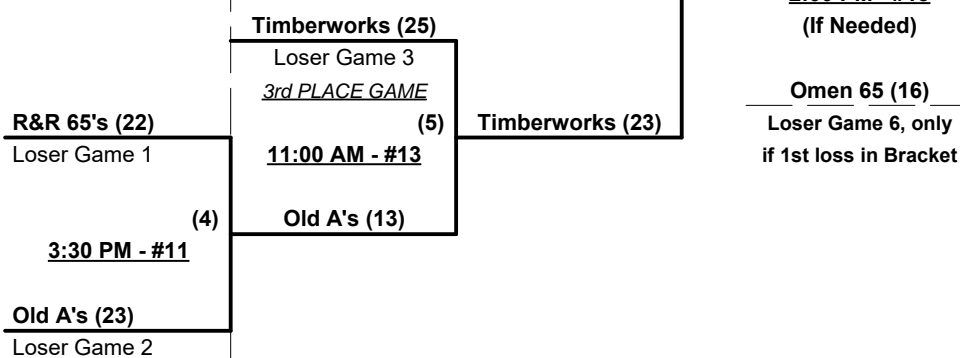 Timberworks (25)
Loser Game 3
3rd PLACE GAME
R&R 65's (22)
Loser Game 1
(5)
11:00 AM - #13
Timberworks (23)
(4)
3:30 PM - #11
Old A's (13)
Old A's (23)
Loser Game 2
(If Needed)
Omen 65 (16)
Loser Game 6, only
if 1st loss in Bracket